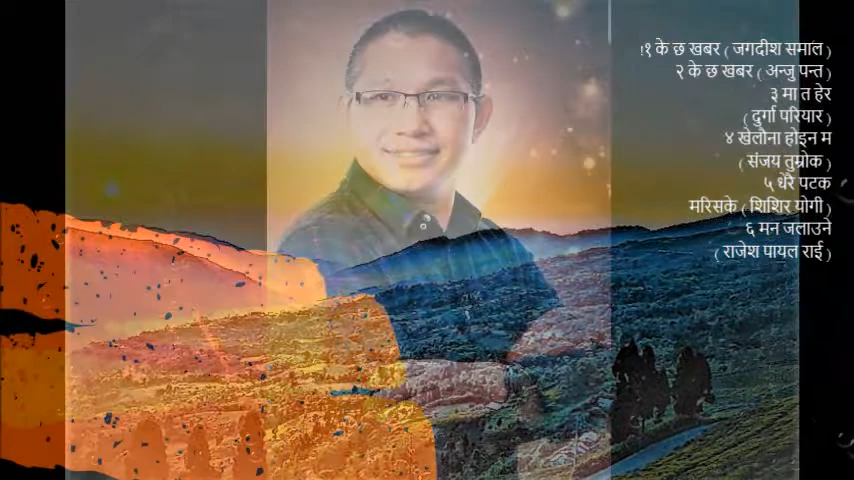 !१ के छ खबर ( जगदीश समाल )
२ के छ खबर ( अन्जु पन्त )
३ मा त हेर
( दुर्गा परियार )
४ खेलौना होइन म
( संजय तुम्रोक )
५ धेरै पटक
मरिसके ( शिशिर योगी )
६ मन जलाउने
( राजेश पायल राई )